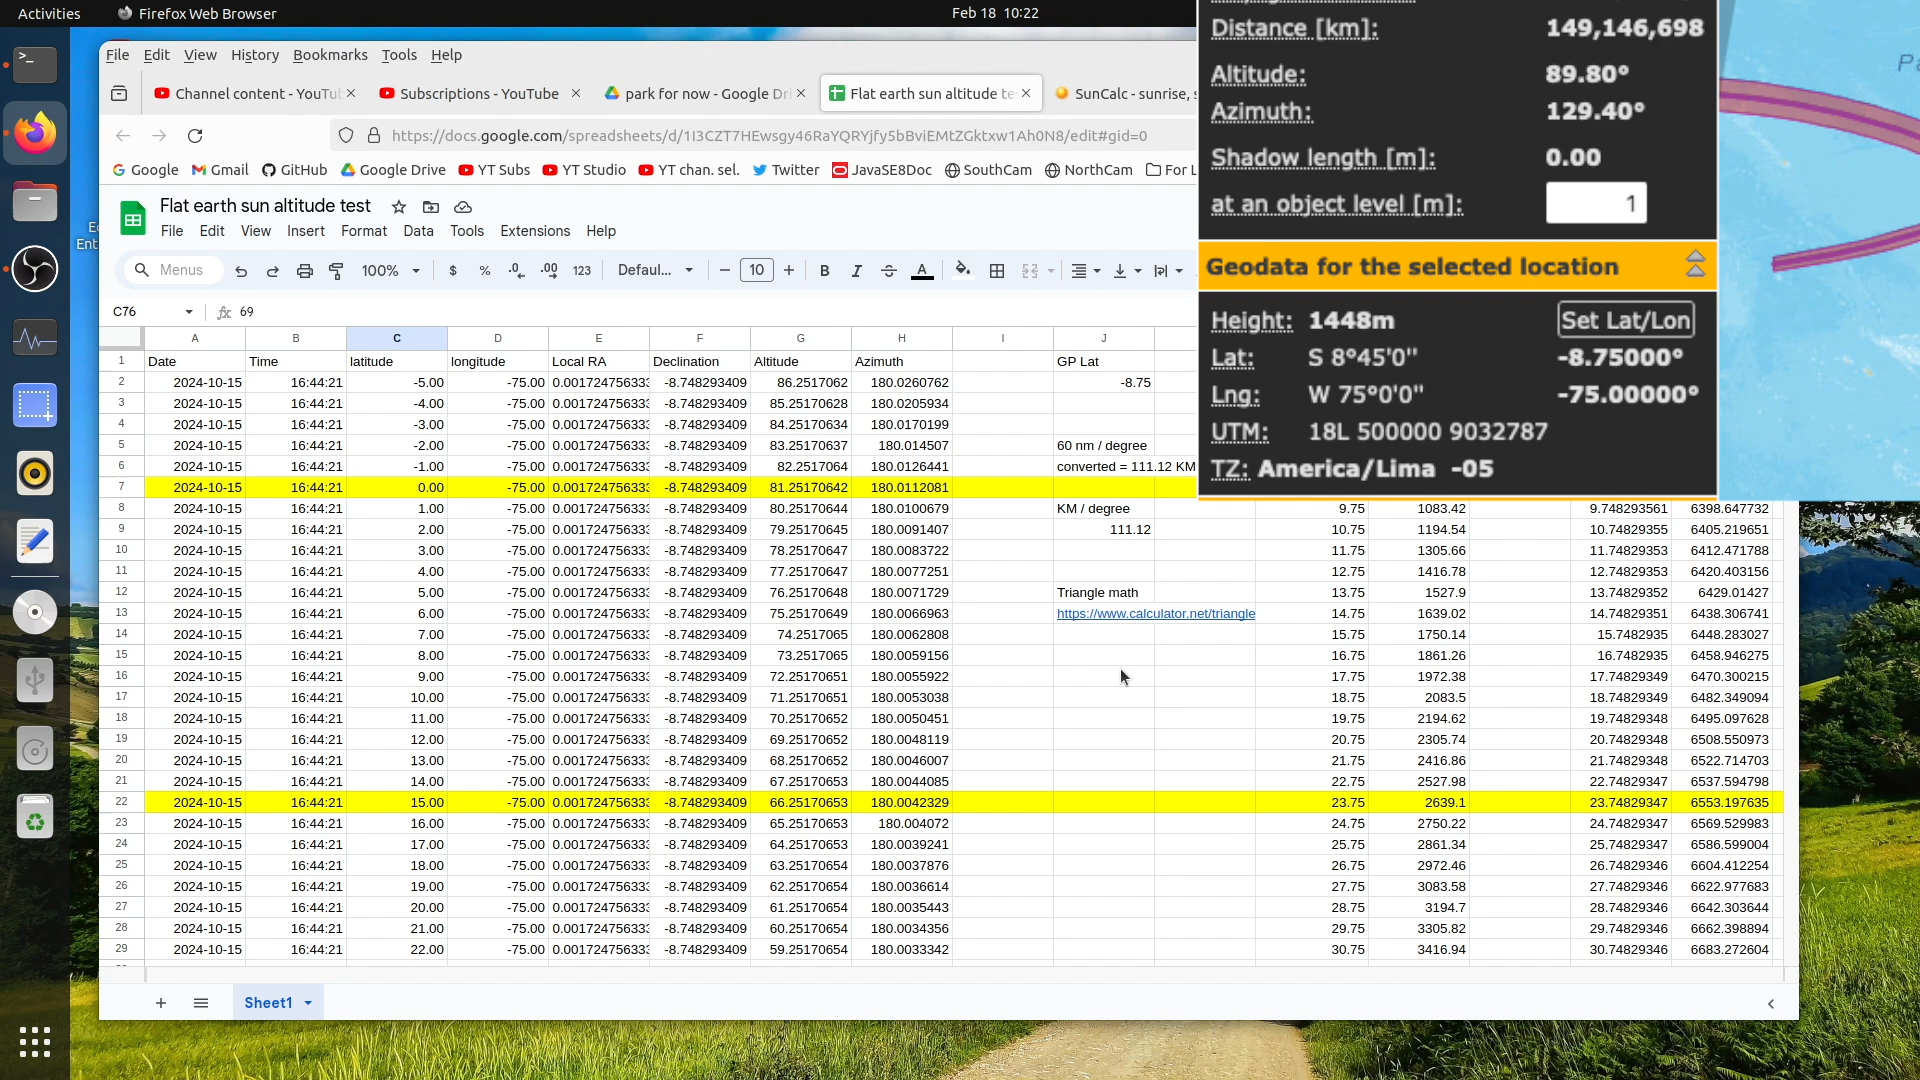 Activities
Firefox Web Browser
Feb 18 10:22
File Edit View History Bookmarks Tools Help
Channel content - YouTu
Subscriptions - YouTube
park for now - Google Dri
Flat earth sun altitude te
SunCalc - sunrise,
https://docs.google.com/spreadsheets/d/1I3CZT7HEwsgy46RaYQRYjfy5bBviEMtZGktxw1Ah0N8/edit#gid=0
Google Gmail GitHub Google Drive YT Subs YT Studio YT chan. sel. Twitter JavaSE8Doc SouthCam NorthCam For L
Flat earth sun altitude test
File Edit View Insert Format Data Tools Extensions Help
Menus 100% $ % .0 .00 123 Defaul... 10 B I A
C76 fx 69
A B C D E F G H I J
1 Date Time latitude longitude Local RA Declination Altitude Azimuth GP Lat
2 2024-10-15 16:44:21 -5.00 -75.00 0.001724756333 -8.748293409 86.2517062 180.0260762 -8.75
3 2024-10-15 16:44:21 -4.00 -75.00 0.001724756333 -8.748293409 85.25170628 180.0205934
4 2024-10-15 16:44:21 -3.00 -75.00 0.001724756333 -8.748293409 84.25170634 180.0170199
5 2024-10-15 16:44:21 -2.00 -75.00 0.001724756333 -8.748293409 83.25170637 180.014507 60 nm / degree
6 2024-10-15 16:44:21 -1.00 -75.00 0.001724756333 -8.748293409 82.2517064 180.0126441 converted = 111.12 KM
7 2024-10-15 16:44:21 0.00 -75.00 0.001724756333 -8.748293409 81.25170642 180.0112081
8 2024-10-15 16:44:21 1.00 -75.00 0.001724756333 -8.748293409 80.25170644 180.0100679 KM / degree 9.75 1083.42 9.748293561 6398.647732
9 2024-10-15 16:44:21 2.00 -75.00 0.001724756333 -8.748293409 79.25170645 180.0091407 111.12 10.75 1194.54 10.74829355 6405.219651
10 2024-10-15 16:44:21 3.00 -75.00 0.001724756333 -8.748293409 78.25170647 180.0083722 11.75 1305.66 11.74829353 6412.471788
11 2024-10-15 16:44:21 4.00 -75.00 0.001724756333 -8.748293409 77.25170647 180.0077251 12.75 1416.78 12.74829353 6420.403156
12 2024-10-15 16:44:21 5.00 -75.00 0.001724756333 -8.748293409 76.25170648 180.0071729 Triangle math 13.75 1527.9 13.74829352 6429.01427
13 2024-10-15 16:44:21 6.00 -75.00 0.001724756333 -8.748293409 75.25170649 180.0066963 https://www.calculator.net/triangle 14.75 1639.02 14.74829351 6438.306741
14 2024-10-15 16:44:21 7.00 -75.00 0.001724756333 -8.748293409 74.2517065 180.0062808 15.75 1750.14 15.7482935 6448.283027
15 2024-10-15 16:44:21 8.00 -75.00 0.001724756333 -8.748293409 73.2517065 180.0059156 16.75 1861.26 16.7482935 6458.946275
16 2024-10-15 16:44:21 9.00 -75.00 0.001724756333 -8.748293409 72.25170651 180.0055922 17.75 1972.38 17.74829349 6470.300215
17 2024-10-15 16:44:21 10.00 -75.00 0.001724756333 -8.748293409 71.25170651 180.0053038 18.75 2083.5 18.74829349 6482.349094
18 2024-10-15 16:44:21 11.00 -75.00 0.001724756333 -8.748293409 70.25170652 180.0050451 19.75 2194.62 19.74829348 6495.097628
19 2024-10-15 16:44:21 12.00 -75.00 0.001724756333 -8.748293409 69.25170652 180.0048119 20.75 2305.74 20.74829348 6508.550973
20 2024-10-15 16:44:21 13.00 -75.00 0.001724756333 -8.748293409 68.25170652 180.0046007 21.75 2416.86 21.74829348 6522.714703
21 2024-10-15 16:44:21 14.00 -75.00 0.001724756333 -8.748293409 67.25170653 180.0044085 22.75 2527.98 22.74829347 6537.594798
22 2024-10-15 16:44:21 15.00 -75.00 0.001724756333 -8.748293409 66.25170653 180.0042329 23.75 2639.1 23.74829347 6553.197635
23 2024-10-15 16:44:21 16.00 -75.00 0.001724756333 -8.748293409 65.25170653 180.004072 24.75 2750.22 24.74829347 6569.529983
24 2024-10-15 16:44:21 17.00 -75.00 0.001724756333 -8.748293409 64.25170653 180.0039241 25.75 2861.34 25.74829347 6586.599004
25 2024-10-15 16:44:21 18.00 -75.00 0.001724756333 -8.748293409 63.25170654 180.0037876 26.75 2972.46 26.74829346 6604.412254
26 2024-10-15 16:44:21 19.00 -75.00 0.001724756333 -8.748293409 62.25170654 180.0036614 27.75 3083.58 27.74829346 6622.977683
27 2024-10-15 16:44:21 20.00 -75.00 0.001724756333 -8.748293409 61.25170654 180.0035443 28.75 3194.7 28.74829346 6642.303644
28 2024-10-15 16:44:21 21.00 -75.00 0.001724756333 -8.748293409 60.25170654 180.0034356 29.75 3305.82 29.74829346 6662.398894
29 2024-10-15 16:44:21 22.00 -75.00 0.001724756333 -8.748293409 59.25170654 180.0033342 30.75 3416.94 30.74829346 6683.272604
Sheet1
Distance [km]: 149,146,698
Altitude: 89.80°
Azimuth: 129.40°
Shadow length [m]: 0.00
at an object level [m]: 1
Geodata for the selected location
Height: 1448m Set Lat/Lon
Lat: S 8°45'0'' -8.75000°
Lng: W 75°0'0'' -75.00000°
UTM: 18L 500000 9032787
TZ: America/Lima -05